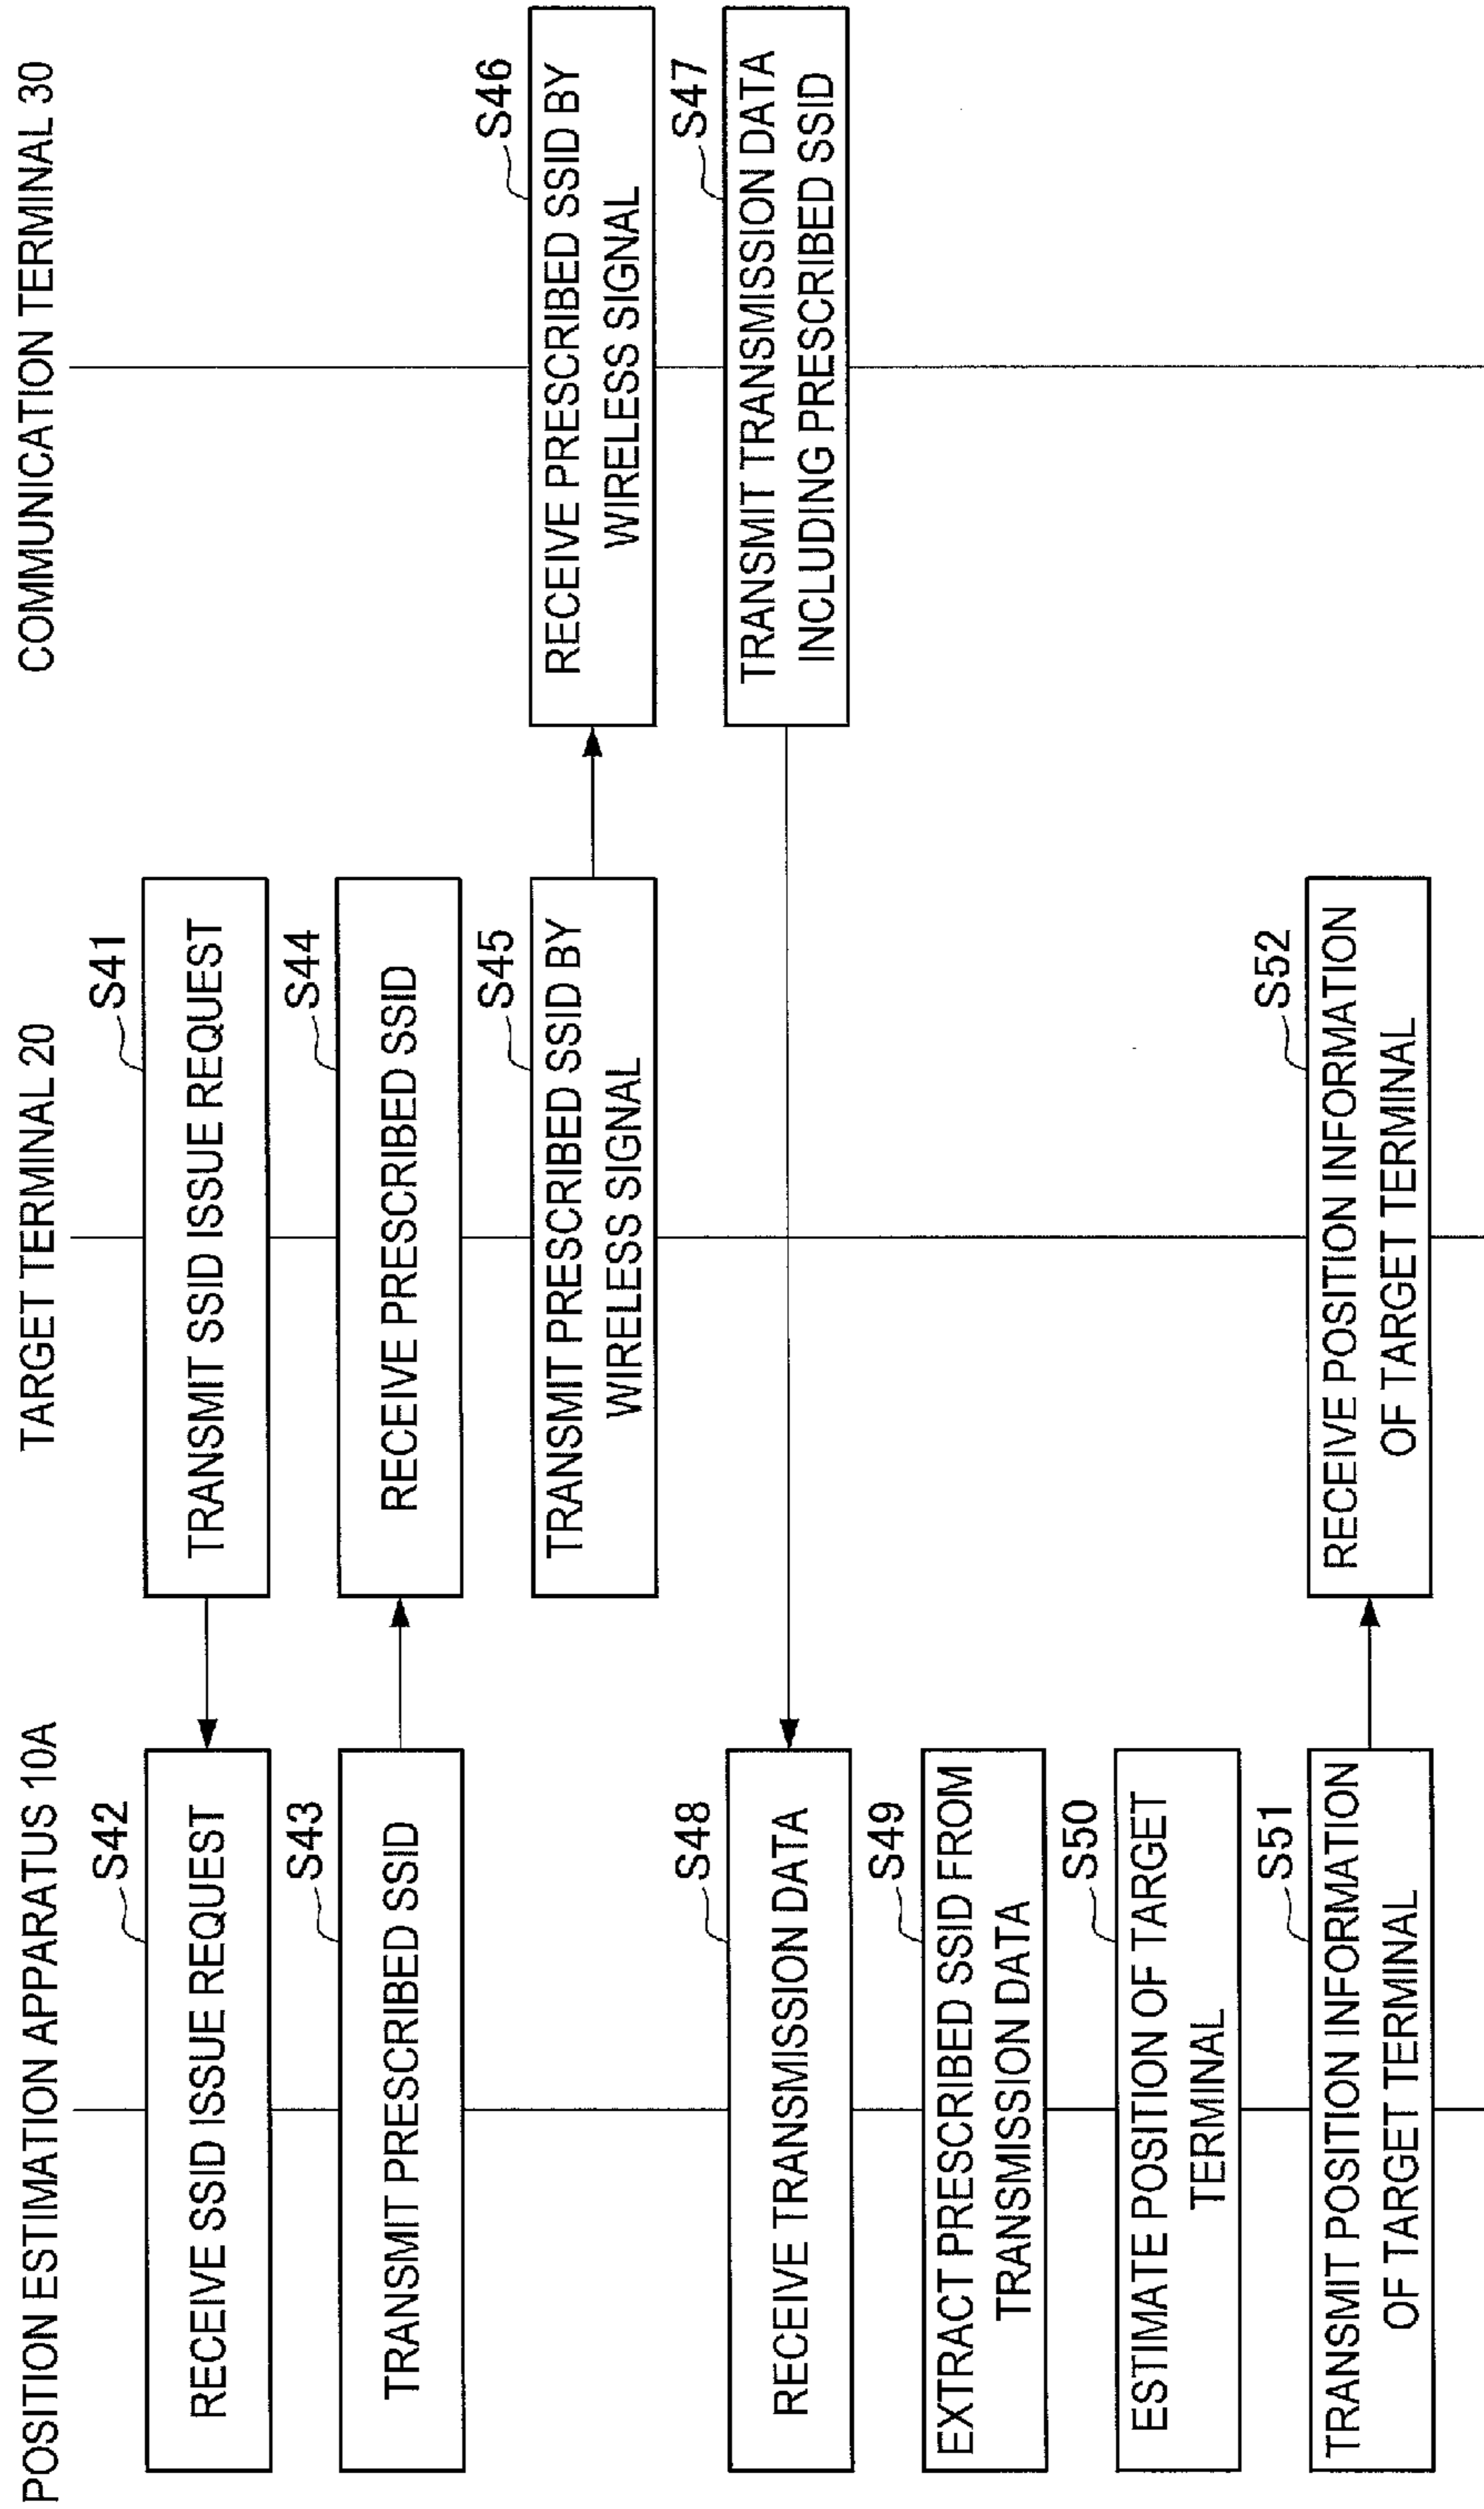 POSITION ESTIMATION APPARATUS 10A
TARGET TERMINAL 20
COMMUNICATION TERMINAL 30
S41
TRANSMIT SSID ISSUE REQUEST
S42
RECEIVE SSID ISSUE REQUEST
S43
TRANSMIT PRESCRIBED SSID
S44
RECEIVE PRESCRIBED SSID
S45
TRANSMIT PRESCRIBED SSID BY
WIRELESS SIGNAL
S46
RECEIVE PRESCRIBED SSID BY
WIRELESS SIGNAL
S47
TRANSMIT TRANSMISSION DATA
INCLUDING PRESCRIBED SSID
S48
RECEIVE TRANSMISSION DATA
S49
EXTRACT PRESCRIBED SSID FROM
TRANSMISSION DATA
S50
ESTIMATE POSITION OF TARGET
TERMINAL
S51
TRANSMIT POSITION INFORMATION
OF TARGET TERMINAL
S52
RECEIVE POSITION INFORMATION
OF TARGET TERMINAL